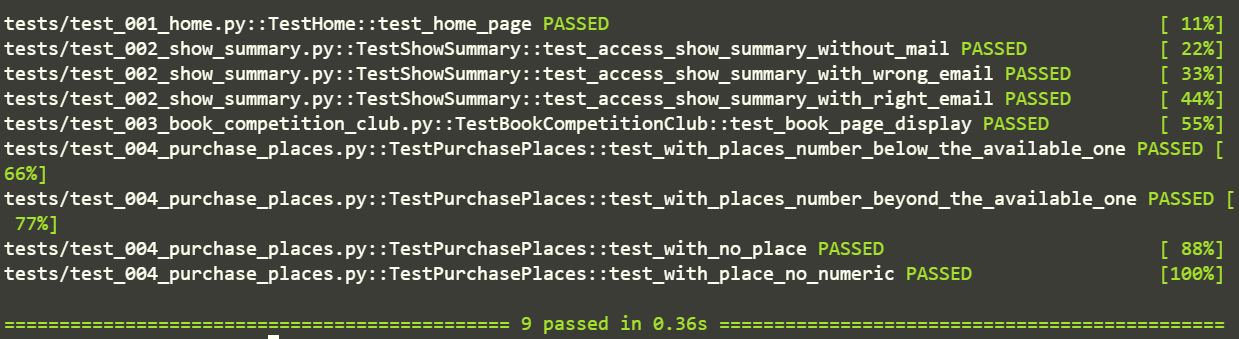 tests/test_001_home.py::TestHome::test_home_page PASSED [ 11%]
tests/test_002_show_summary.py::TestShowSummary::test_access_show_summary_without_mail PASSED [ 22%]
tests/test_002_show_summary.py::TestShowSummary::test_access_show_summary_with_wrong_email PASSED [ 33%]
tests/test_002_show_summary.py::TestShowSummary::test_access_show_summary_with_right_email PASSED [ 44%]
tests/test_003_book_competition_club.py::TestBookCompetitionClub::test_book_page_display PASSED [ 55%]
tests/test_004_purchase_places.py::TestPurchasePlaces::test_with_places_number_below_the_available_one PASSED [
66%]
tests/test_004_purchase_places.py::TestPurchasePlaces::test_with_places_number_beyond_the_available_one PASSED [
77%]
tests/test_004_purchase_places.py::TestPurchasePlaces::test_with_no_place PASSED [ 88%]
tests/test_004_purchase_places.py::TestPurchasePlaces::test_with_place_no_numeric PASSED [100%]
============================================== 9 passed in 0.36s ==============================================